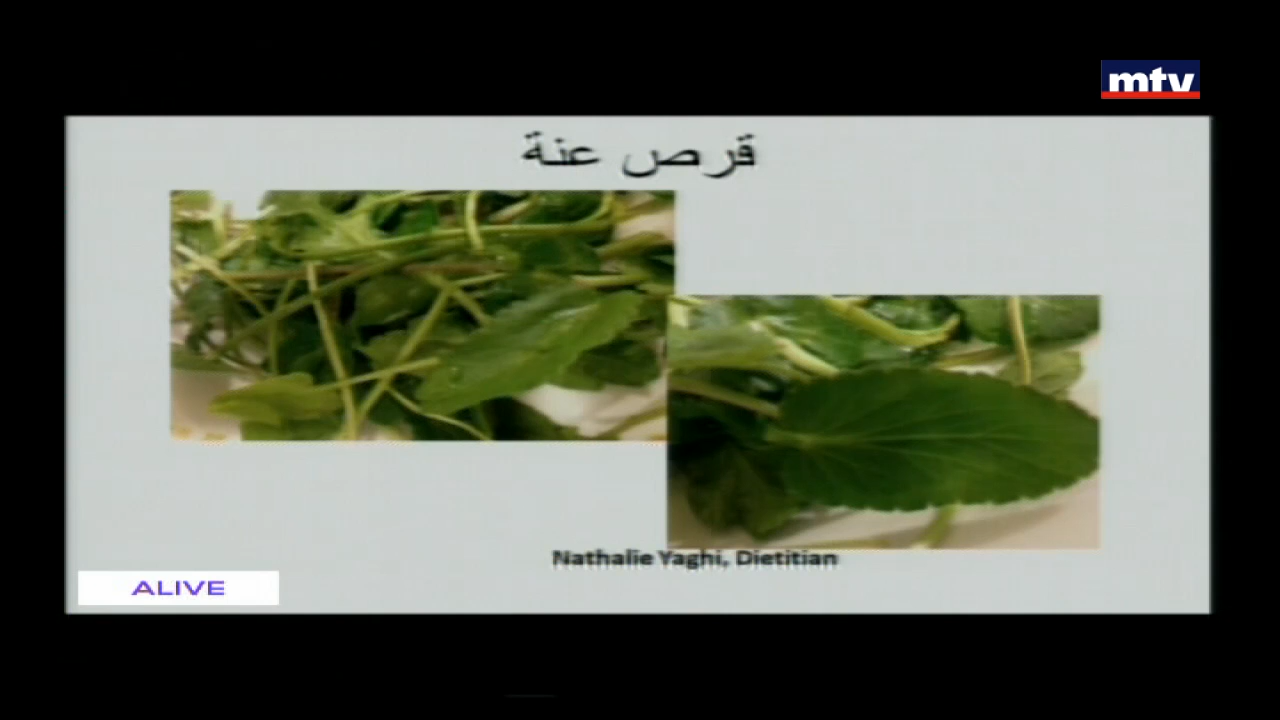 mtv
قرص عنة
Nathalie Yaghi, Dietitian
ALIVE